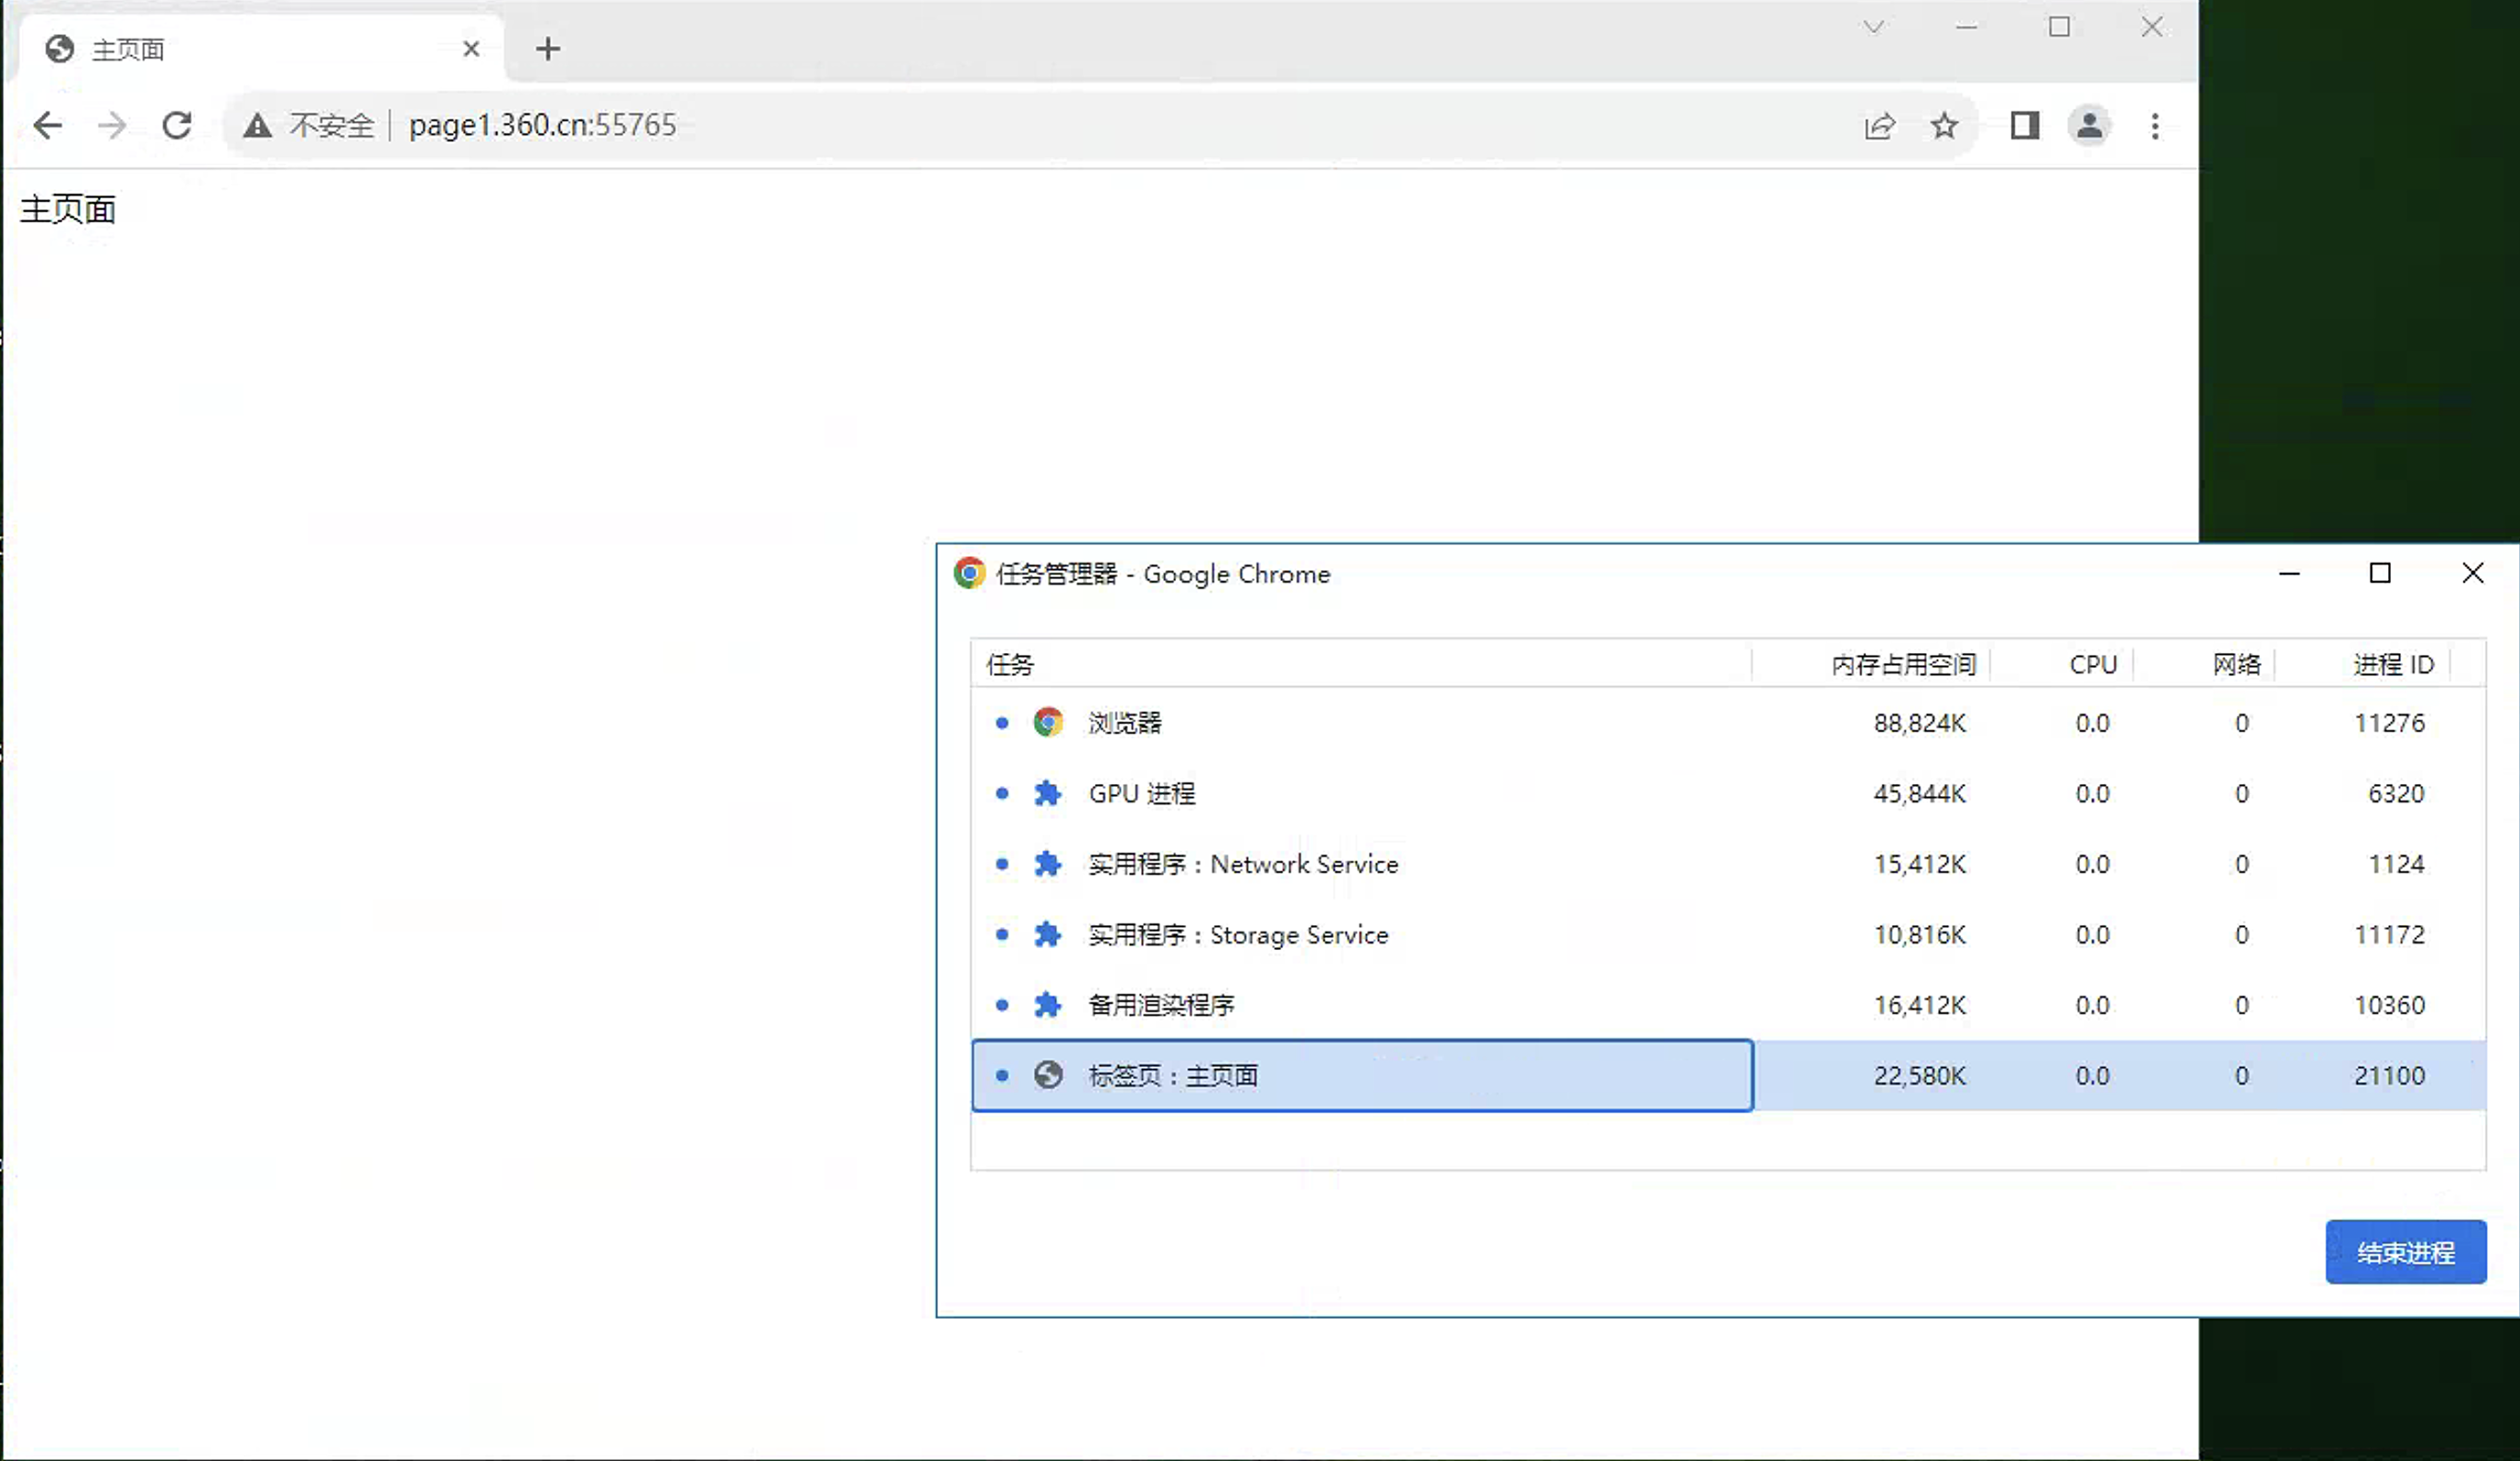 主页面
不安全 page1.360.cn:55765
主页面
任务管理器 - Google Chrome
任务 内存占用空间 CPU 网络 进程 ID
浏览器 88,824K 0.0 0 11276
GPU 进程 45,844K 0.0 0 6320
实用程序：Network Service 15,412K 0.0 0 1124
实用程序：Storage Service 10,816K 0.0 0 11172
备用渲染程序 16,412K 0.0 0 10360
标签页：主页面 22,580K 0.0 0 21100
结束进程